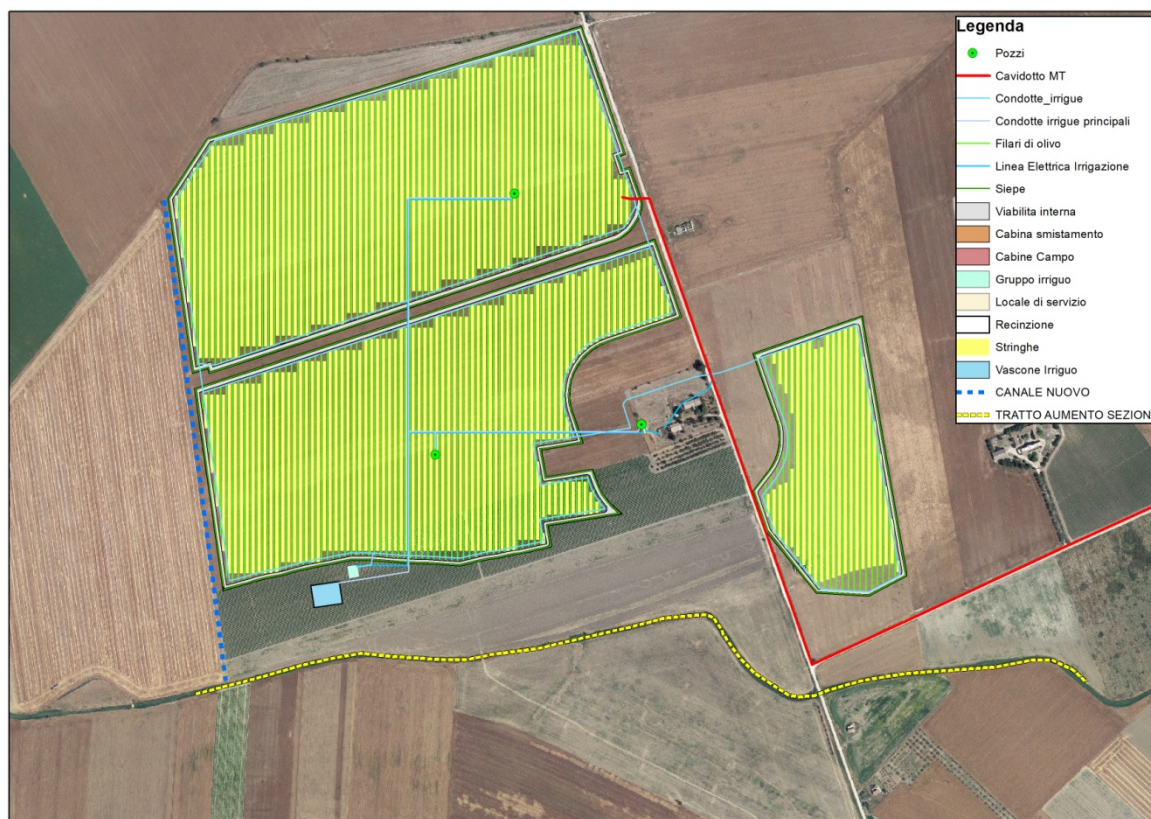 Legenda
Pozzi
Cavidotto MT
Condotte_irrigue
Condotte irrigue principali
Filari di olivo
Linea Elettrica Irrigazione
Siepe
Viabilita interna
Cabina smistamento
Cabine Campo
Gruppo irriguo
Locale di servizio
Recinzione
Stringhe
Vascone Irriguo
CANALE NUOVO
TRATTO AUMENTO SEZION